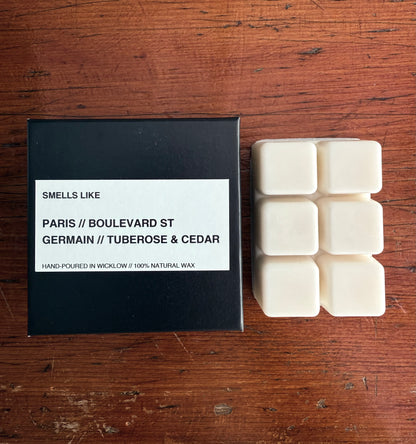 SMELLS LIKE
PARIS // BOULEVARD ST
GERMAIN // TUBEROSE & CEDAR
HAND-POURED IN WICKLOW // 100% NATURAL WAX